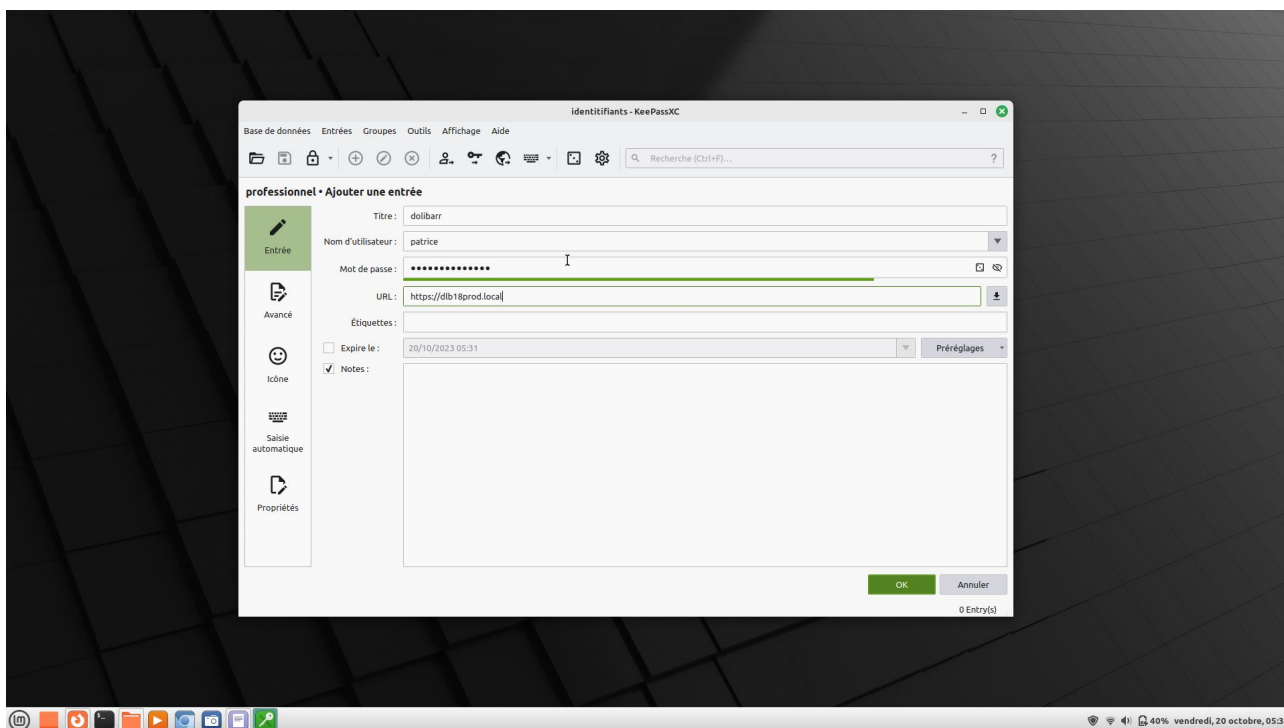 identitifiants - KeePassXC
Base de données Entrées Groupes Outils Affichage Aide
Recherche (Ctrl+F)... ?
professionnel • Ajouter une entrée
Entrée
Avancé
Icône
Saisie
automatique
Propriétés
Titre : dolibarr
Nom d'utilisateur : patrice
Mot de passe : ••••••••••••••
URL : https://dlb18prod.local
Étiquettes :
Expire le : 20/10/2023 05:31 Préréglages
Notes :
OK Annuler
0 Entry(s)
40% vendredi, 20 octobre, 05:3